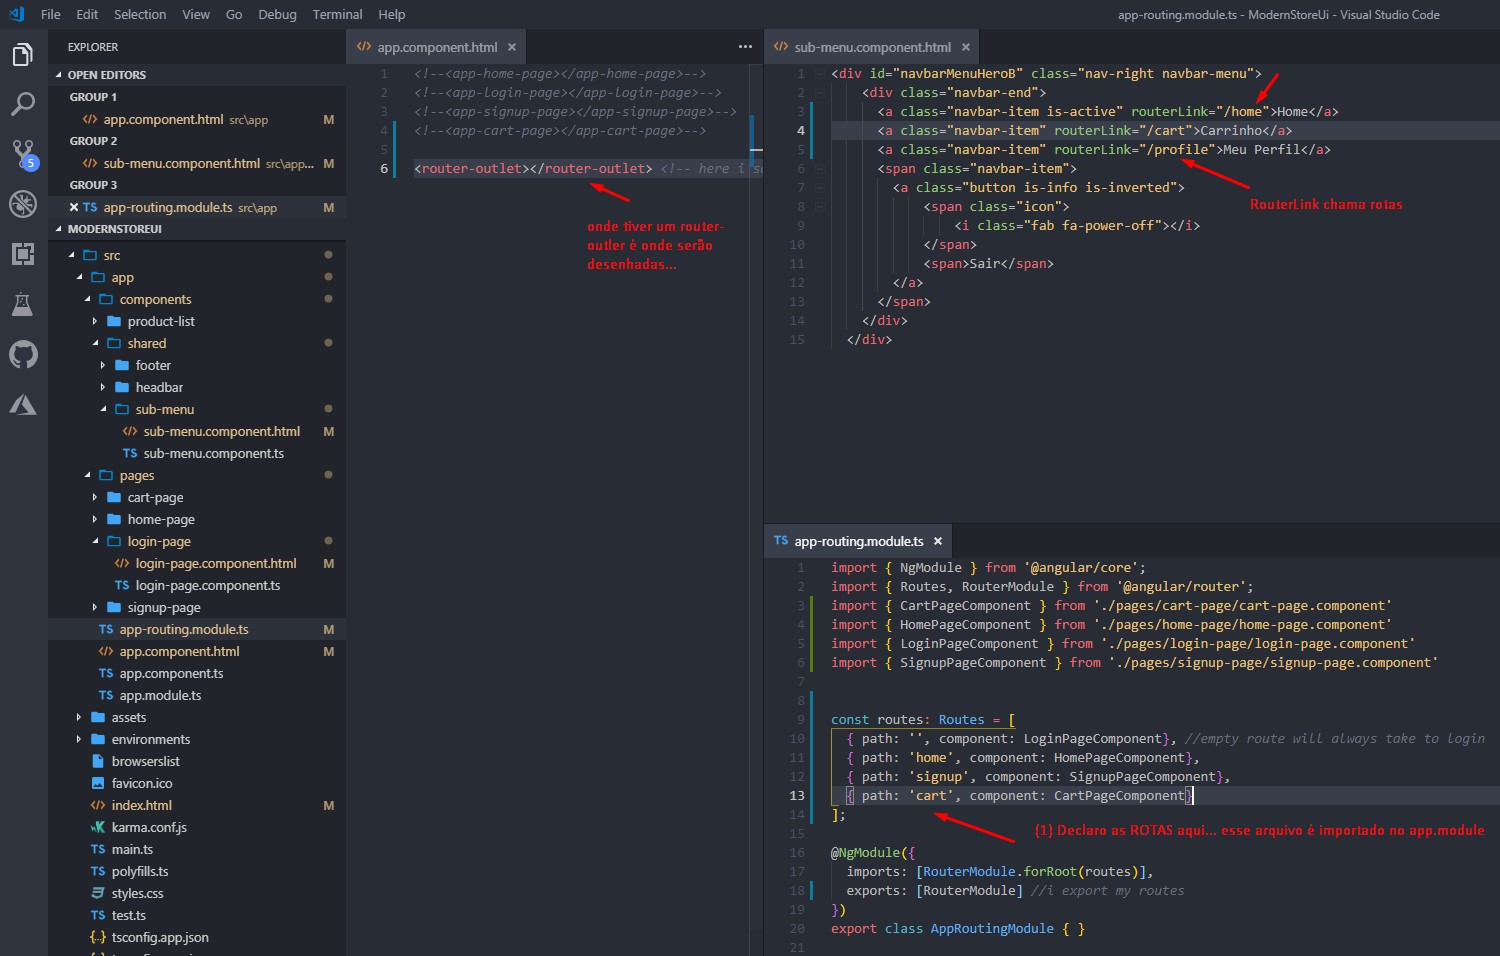 File Edit Selection View Go Debug Terminal Help
app-routing.module.ts - ModernStoreUi - Visual Studio Code
EXPLORER
OPEN EDITORS
GROUP 1
app.component.html src\app M
GROUP 2
sub-menu.component.html src\app... M
GROUP 3
app-routing.module.ts src\app M
MODERNSTOREUI
src
app
components
product-list
shared
footer
headbar
sub-menu
sub-menu.component.html M
sub-menu.component.ts
pages
cart-page
home-page
login-page
login-page.component.html M
login-page.component.ts
signup-page
app-routing.module.ts M
app.component.html M
app.component.ts
app.module.ts
assets
environments
browserslist
favicon.ico
index.html M
karma.conf.js
main.ts
polyfills.ts
styles.css
test.ts
tsconfig.app.json
5
app.component.html
1 <!--<app-home-page></app-home-page>-->
2 <!--<app-login-page></app-login-page>-->
3 <!--<app-signup-page></app-signup-page>-->
4 <!--<app-cart-page></app-cart-page>-->
5
6 <router-outlet></router-outlet> <!-- here i s
onde tiver um router-
outler é onde serão
desenhadas...
sub-menu.component.html
1 <div id="navbarMenuHeroB" class="nav-right navbar-menu">
2 <div class="navbar-end">
3 <a class="navbar-item is-active" routerLink="/home">Home</a>
4 <a class="navbar-item" routerLink="/cart">Carrinho</a>
5 <a class="navbar-item" routerLink="/profile">Meu Perfil</a>
6 <span class="navbar-item">
7 <a class="button is-info is-inverted">
8 <span class="icon">
9 <i class="fab fa-power-off"></i>
10 </span>
11 <span>Sair</span>
12 </a>
13 </span>
14 </div>
15 </div>
RouterLink chama rotas
app-routing.module.ts
1 import { NgModule } from '@angular/core';
2 import { Routes, RouterModule } from '@angular/router';
3 import { CartPageComponent } from './pages/cart-page/cart-page.component'
4 import { HomePageComponent } from './pages/home-page/home-page.component'
5 import { LoginPageComponent } from './pages/login-page/login-page.component'
6 import { SignupPageComponent } from './pages/signup-page/signup-page.component'
7
8
9 const routes: Routes = [
10 { path: '', component: LoginPageComponent}, //empty route will always take to login
11 { path: 'home', component: HomePageComponent},
12 { path: 'signup', component: SignupPageComponent},
13 { path: 'cart', component: CartPageComponent}
14 ];
(1) Declaro as ROTAS aqui... esse arquivo é importado no app.module
15
16 @NgModule({
17 imports: [RouterModule.forRoot(routes)],
18 exports: [RouterModule] //i export my routes
19 })
20 export class AppRoutingModule { }
21